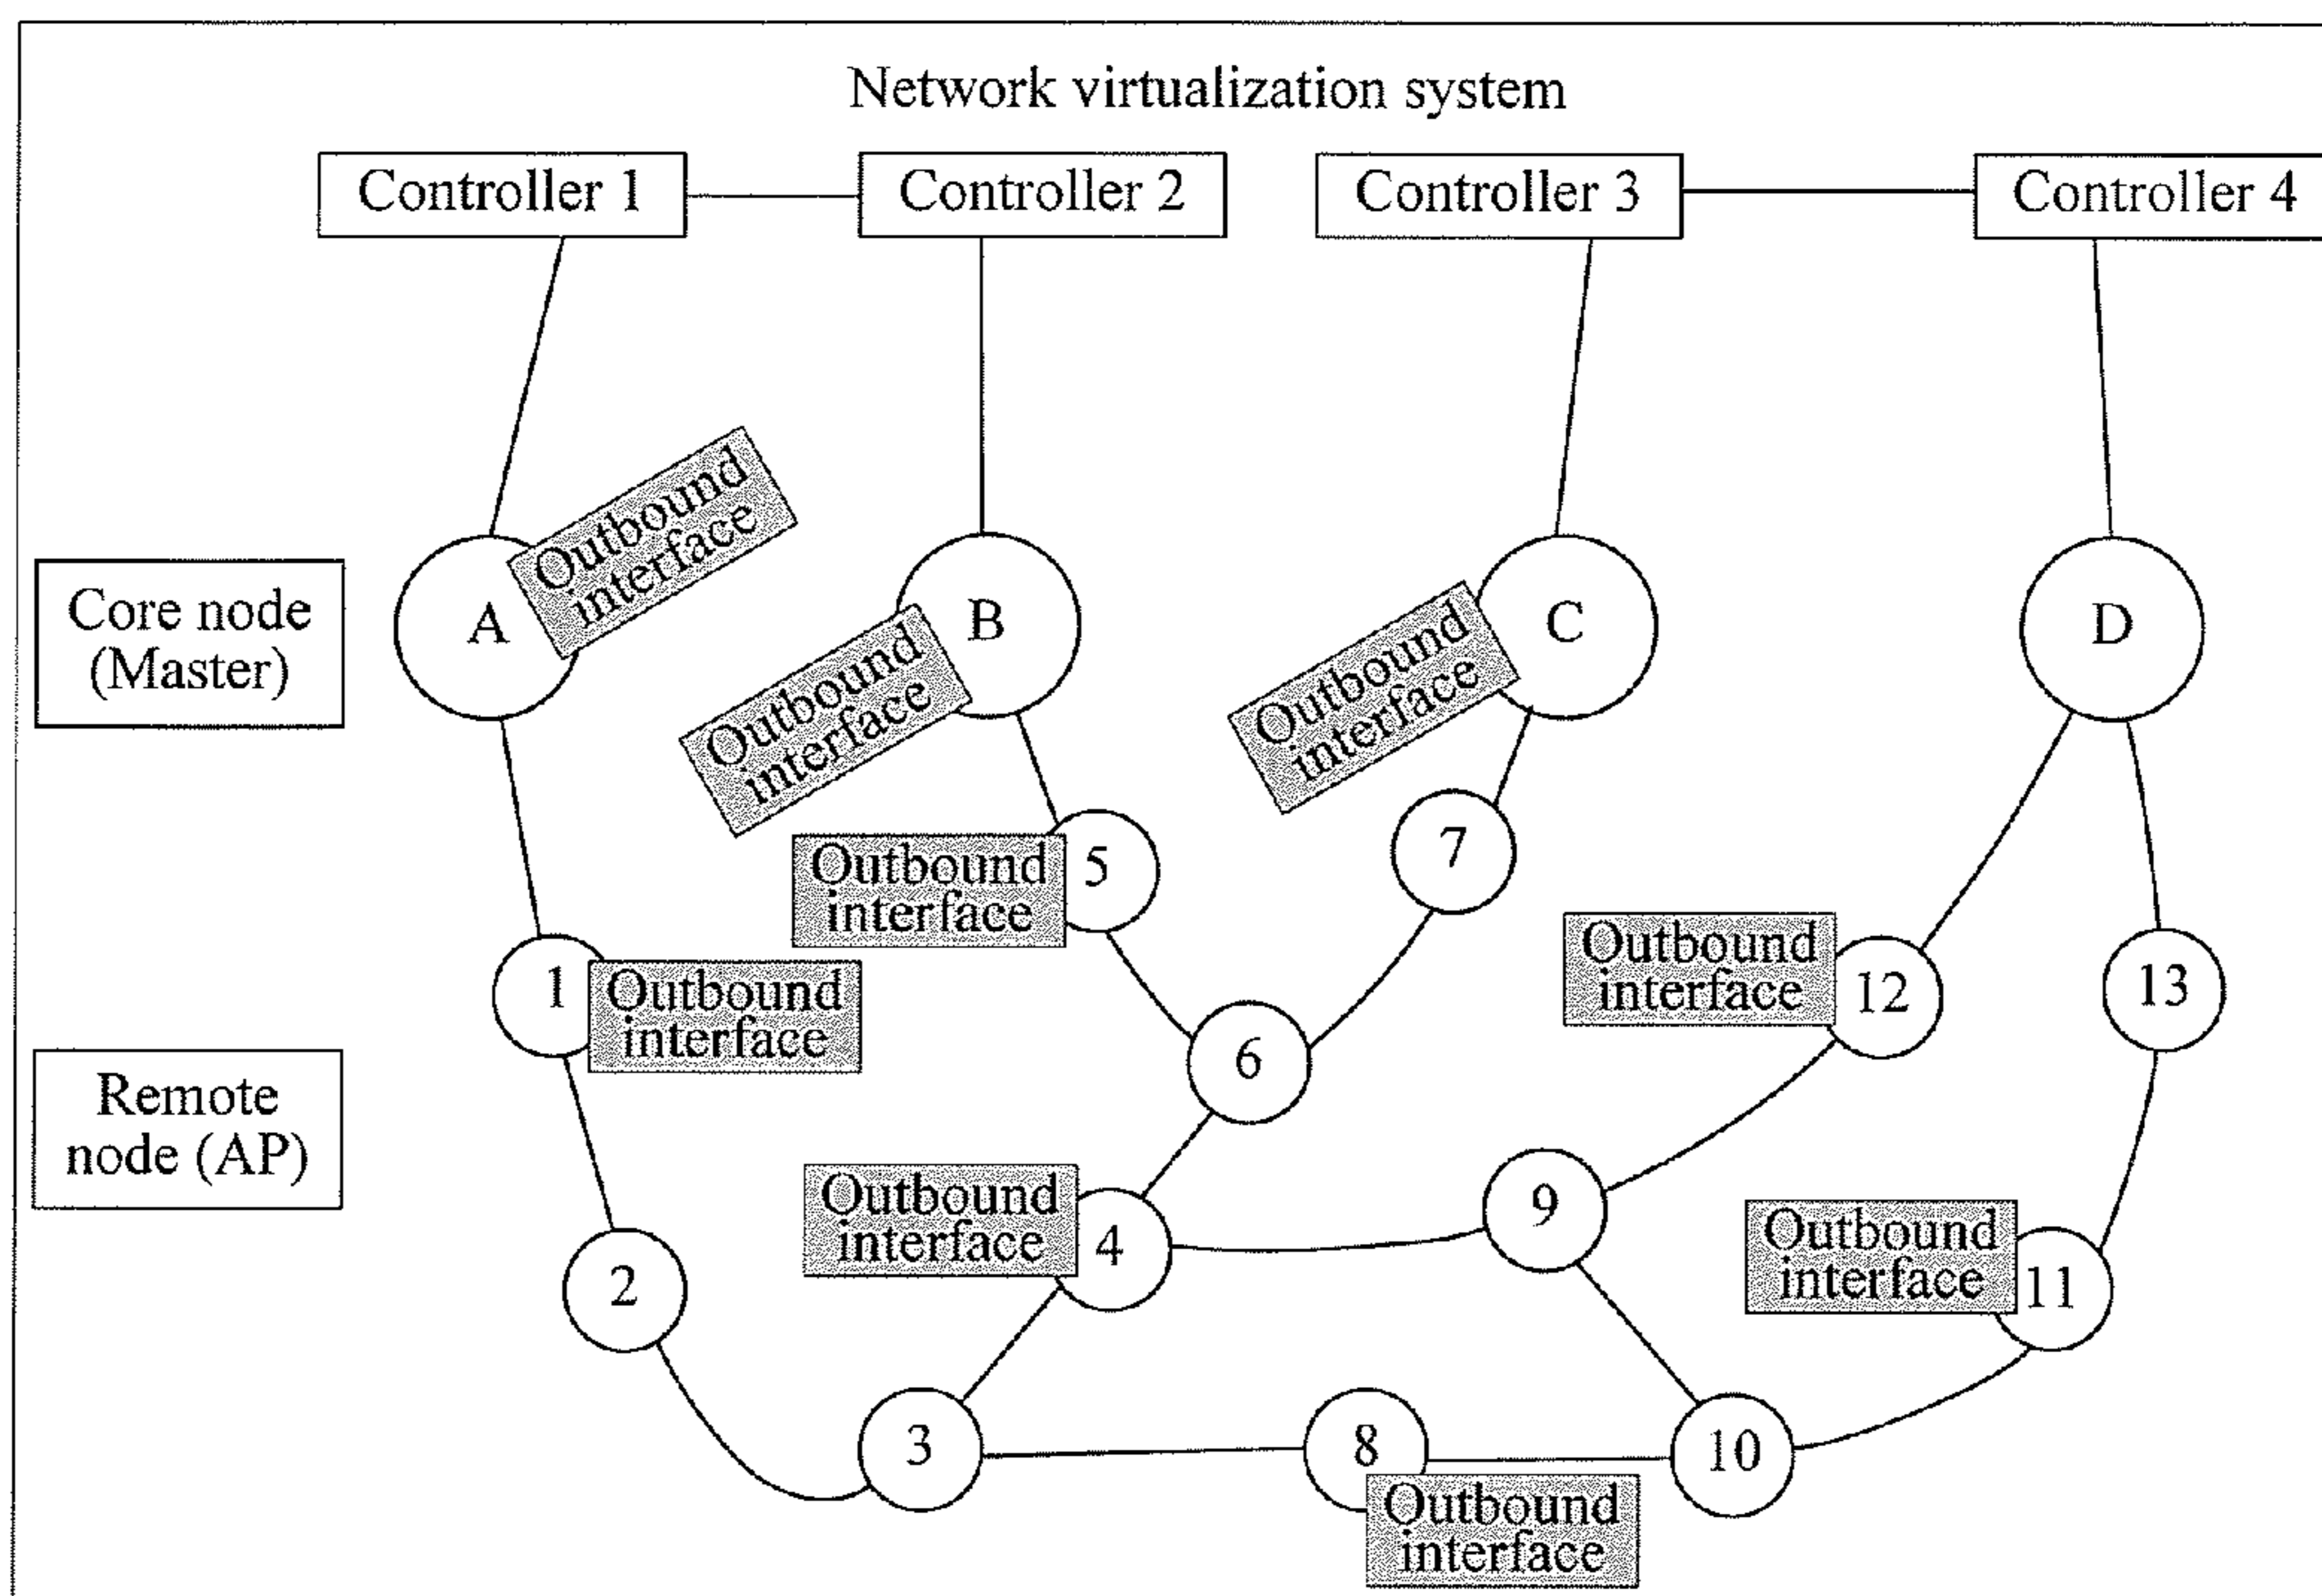 Network virtualization system
Controller 1
Controller 2
Controller 3
Controller 4
Outbound
interface
Core node
(Master)
A
B
C
D
Outbound
interface
Outbound
interface
Outbound
interface
5
7
1
Outbound
interface
Outbound
interface
12
13
6
Remote
node (AP)
Outbound
interface
4
9
Outbound
interface
11
2
3
8
10
Outbound
interface